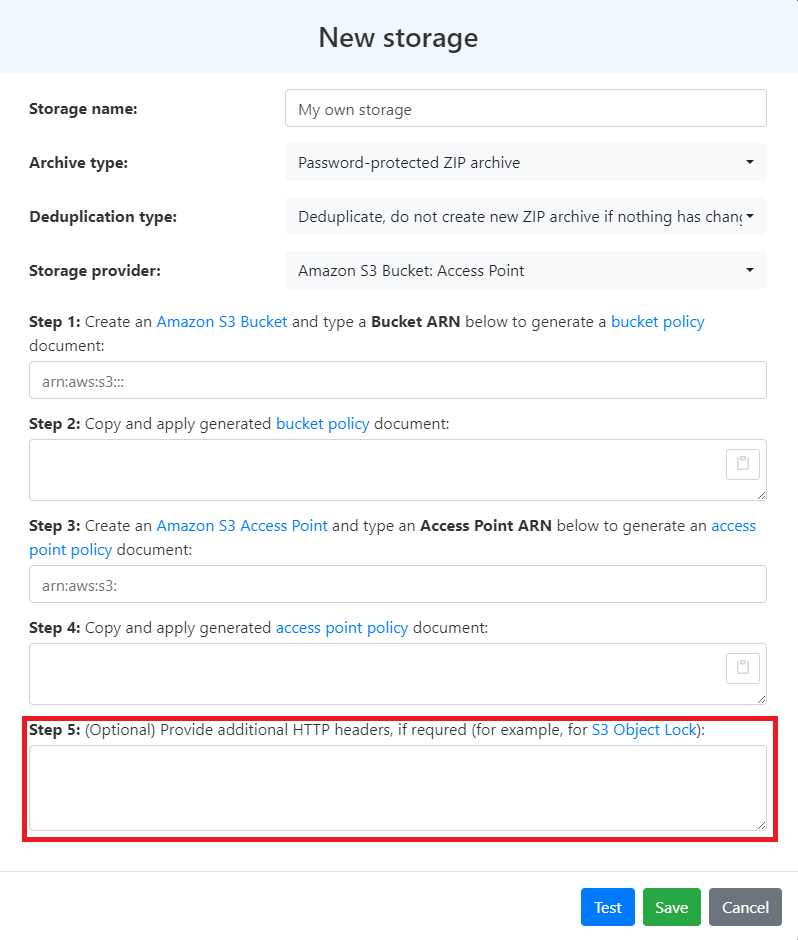 New storage
Storage name:
My own storage
Archive type:
Password-protected ZIP archive
Deduplication type:
Deduplicate, do not create new ZIP archive if nothing has chang
Storage provider:
Amazon S3 Bucket: Access Point
Step 1: Create an Amazon S3 Bucket and type a Bucket ARN below to generate a bucket policy
document:
arn:aws:s3:::
Step 2: Copy and apply generated bucket policy document:
Step 3: Create an Amazon S3 Access Point and type an Access Point ARN below to generate an access
point policy document:
arn:aws:s3:
Step 4: Copy and apply generated access point policy document:
Step 5: (Optional) Provide additional HTTP headers, if requred (for example, for S3 Object Lock):
Test
Save
Cancel